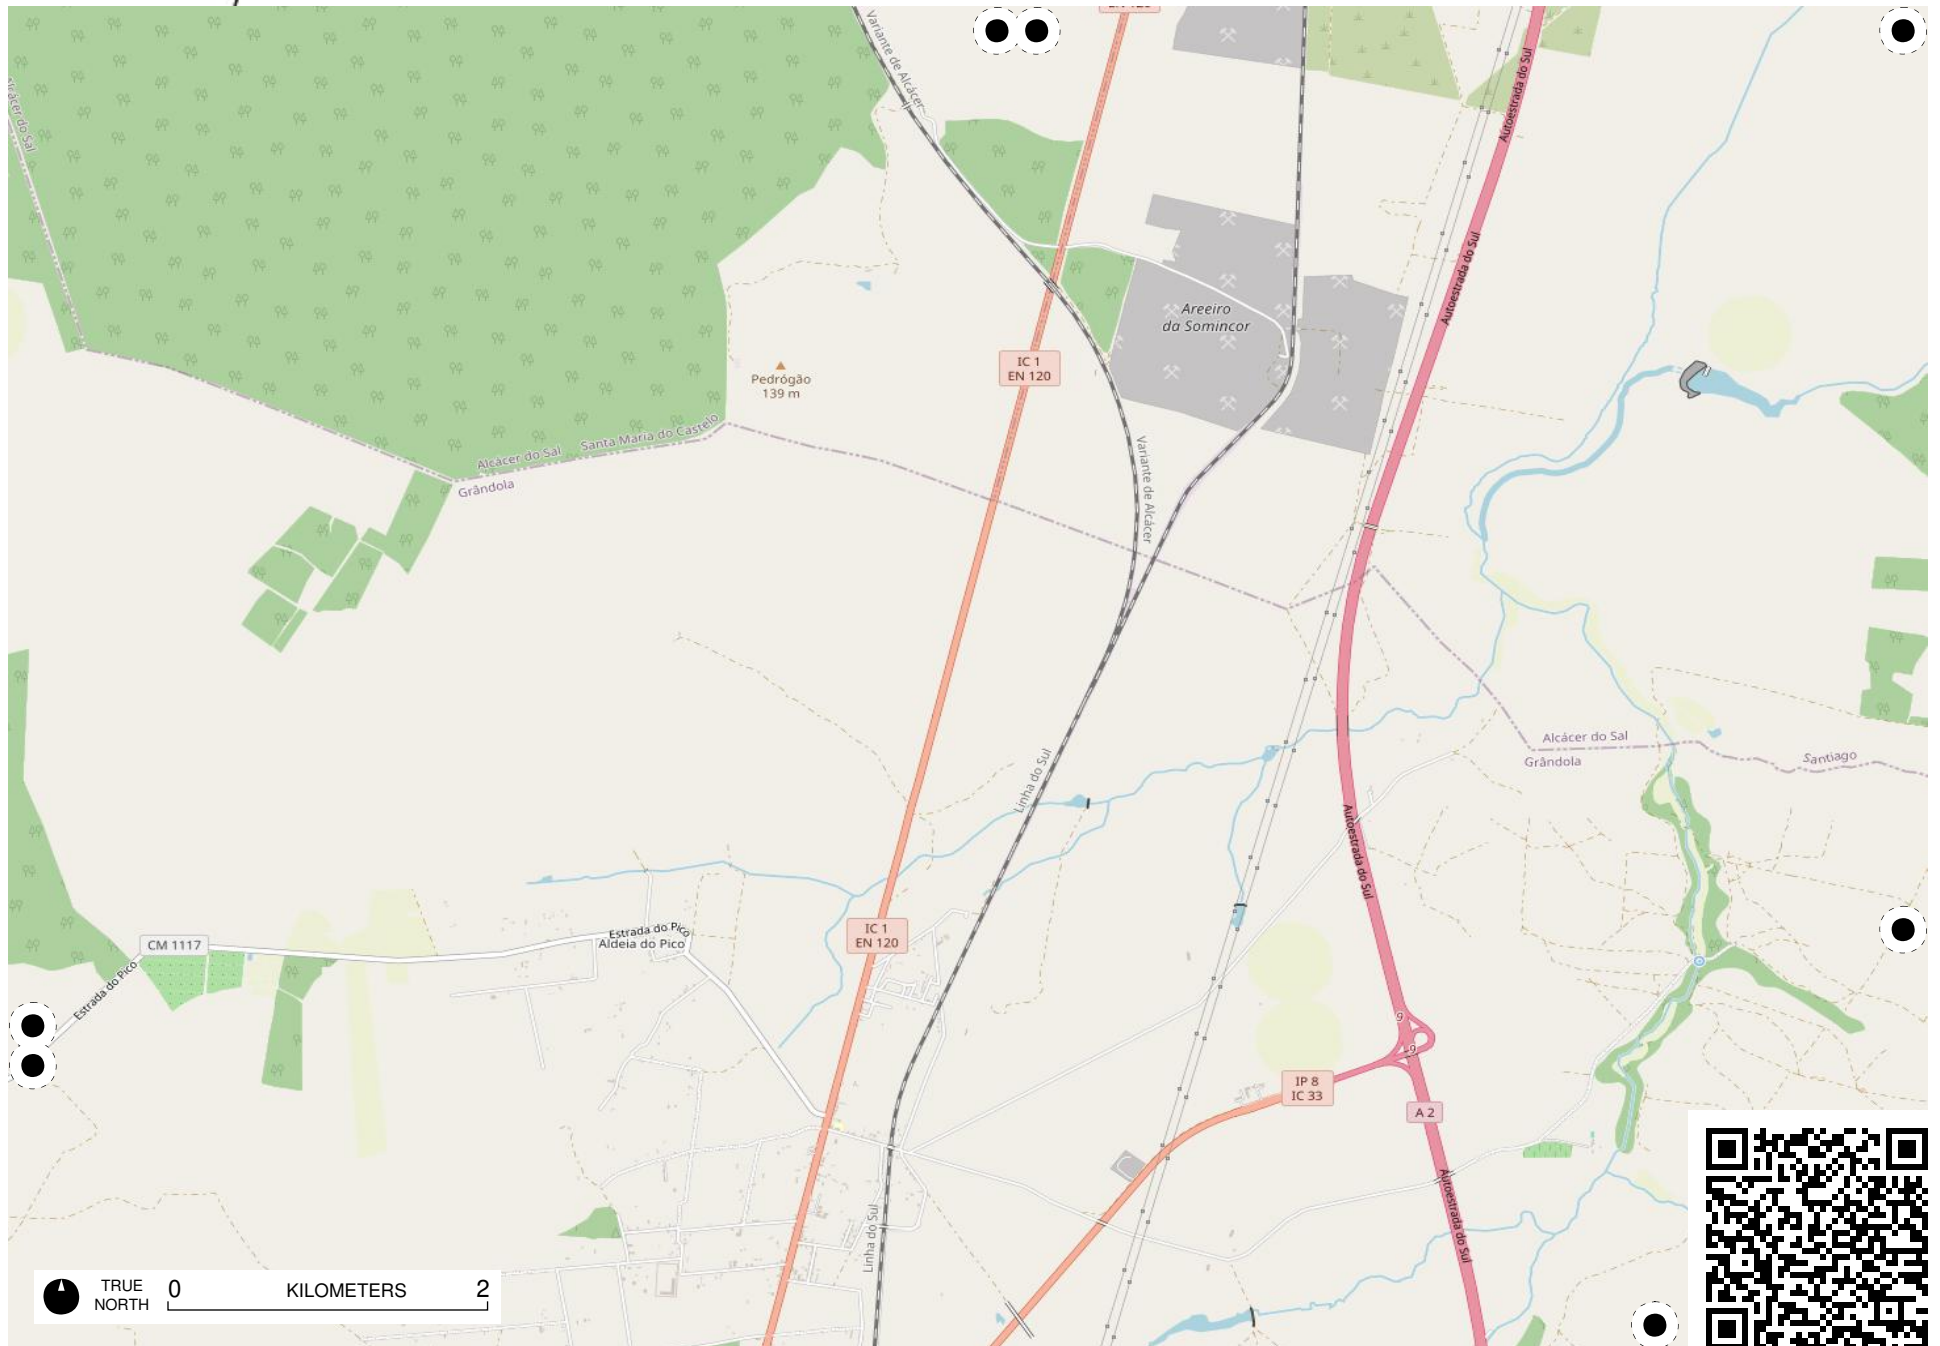 Variante de Alcácer
Autoestrada do Sul
Alcácer do Sal
Autoestrada do Sul
Areeiro
da Somincor
IC 1
EN 120
Pedrógão
139 m
Santa Maria do Castelo
Alcácer do Sal
Grândola
Variante de Alcácer
Alcácer do Sal
Grândola
Santiago
Linha do Sul
Autoestrada do Sul
Estrada do Pico
Aldeia do Pico
IC 1
EN 120
CM 1117
Estrada do Pico
9
9
IP 8
IC 33
A 2
Autoestrada do Sul
Linha do Sul
TRUE
NORTH
0 KILOMETERS 2